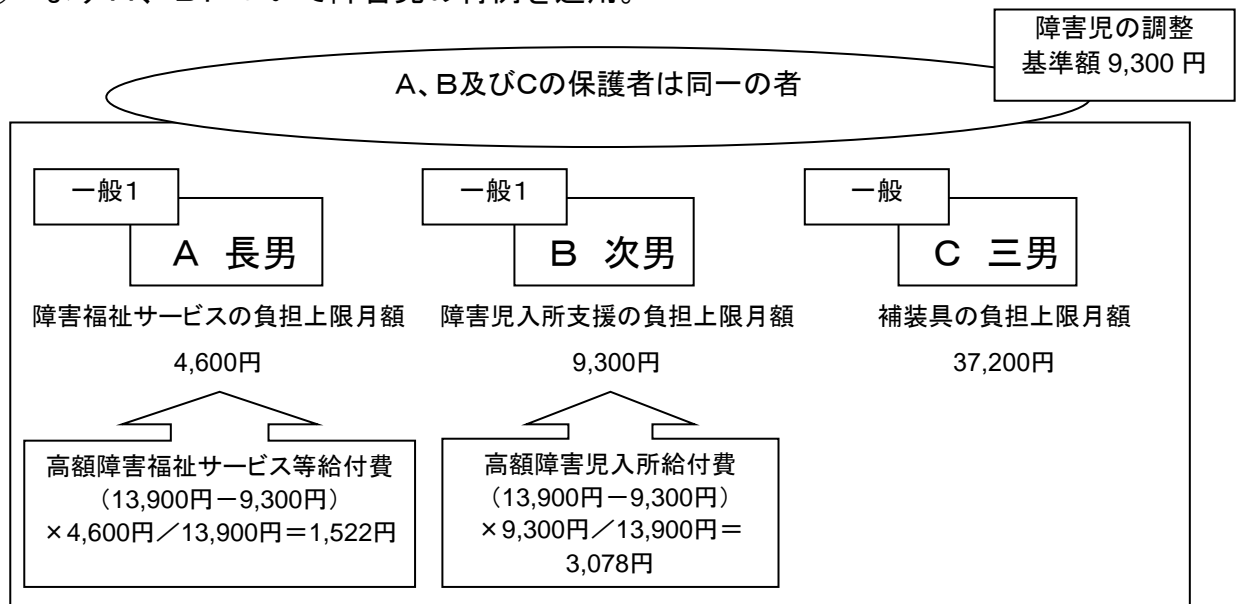 障害児の調整
基準額 9,300 円
A、B及びCの保護者は同一の者
一般1
A 長男
障害福祉サービスの負担上限月額
4,600円
高額障害福祉サービス等給付費
（13,900円－9,300円）
×4,600円／13,900円＝1,522円
一般1
B 次男
障害児入所支援の負担上限月額
9,300円
高額障害児入所給付費
（13,900円－9,300円）
×9,300円／13,900円＝
3,078円
一般
C 三男
補装具の負担上限月額
37,200円